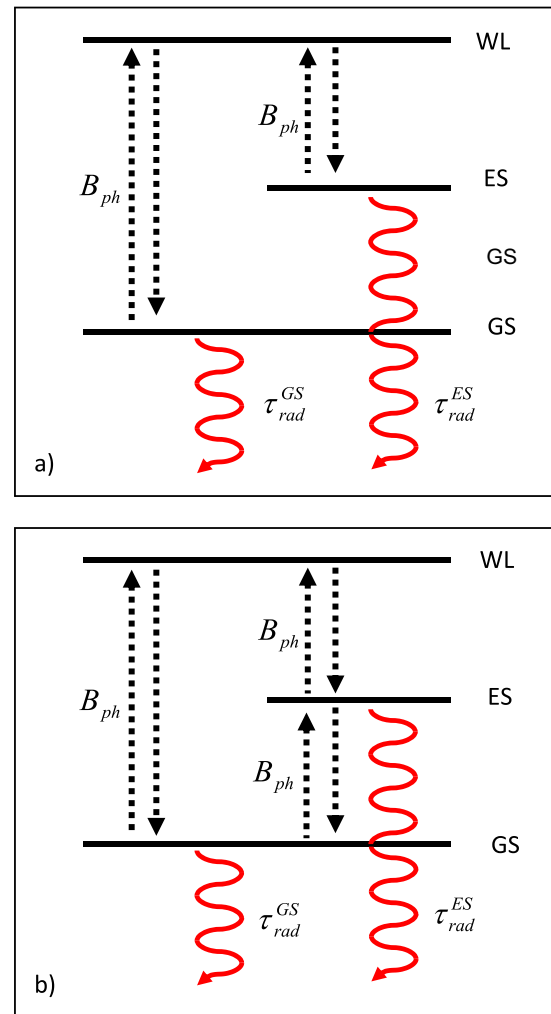 WL
B_ph
ES
B_ph
GS
GS
τ_rad^GS τ_rad^ES
a)
WL
B_ph
B_ph
ES
B_ph
GS
τ_rad^GS τ_rad^ES
b)